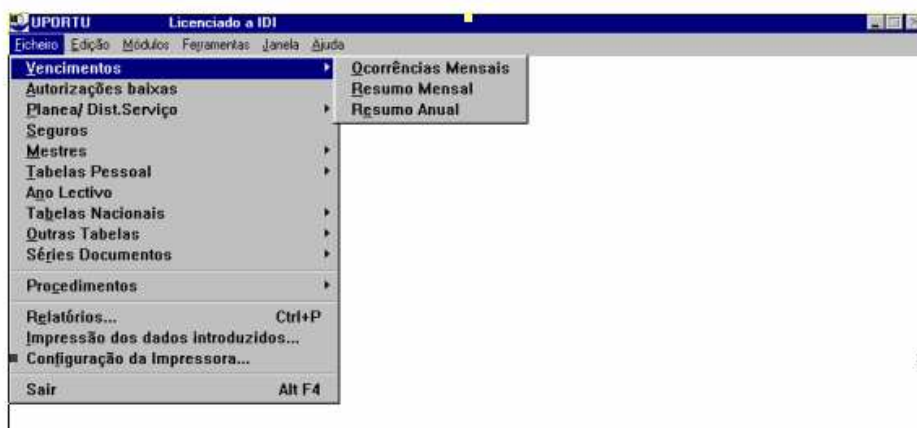 UPORTU Licenciado a IDI
Ficheiro Edição Módulos Ferramentas Janela Ajuda
Vencimentos
Ocorrências Mensais
Autorizações baixas
Resumo Mensal
Planea/ Dist.Serviço
Resumo Anual
Seguros
Mestres
Tabelas Pessoal
Ano Lectivo
Tabelas Nacionais
Outras Tabelas
Séries Documentos
Procedimentos
Relatórios... Ctrl+P
Impressão dos dados introduzidos...
Configuração da Impressora...
Sair Alt F4